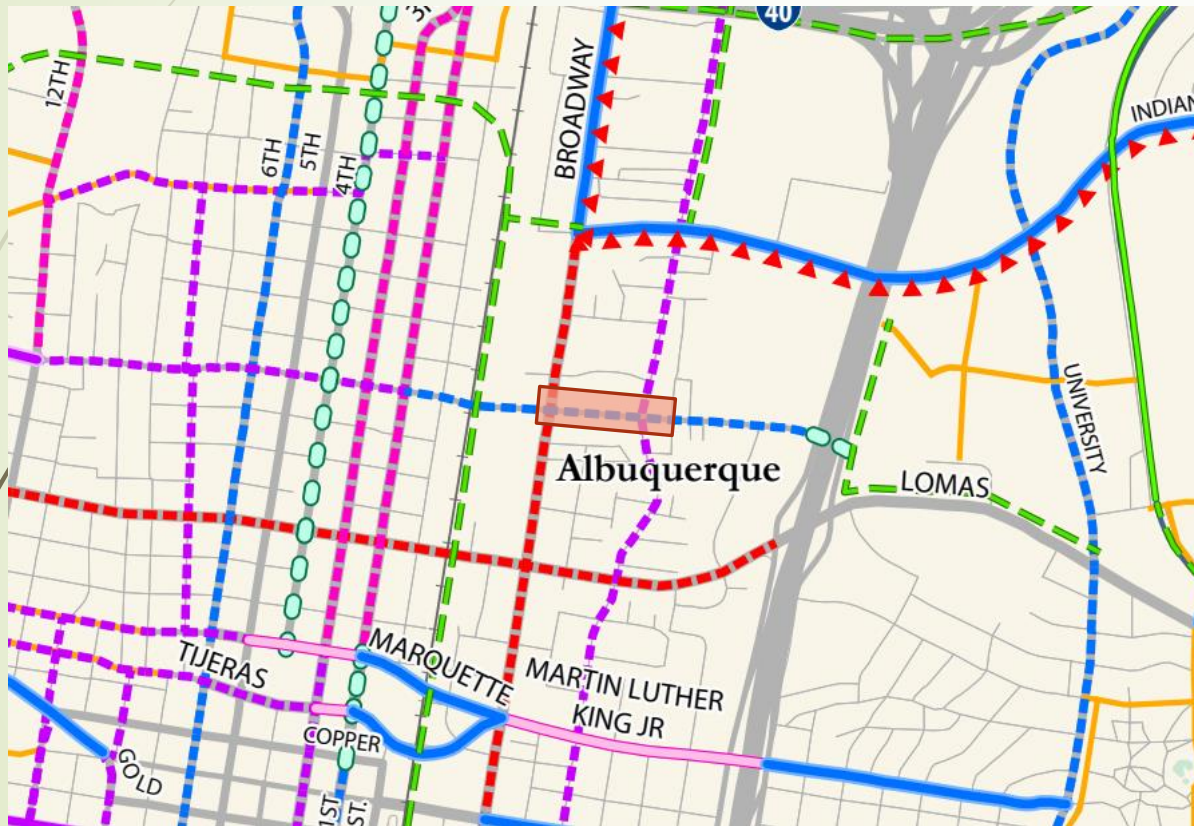 40
12TH
6TH
5TH
4TH
BROADWAY
INDIAN
UNIVERSITY
Albuquerque
LOMAS
MARQUETTE
TIJERAS
MARTIN LUTHER
KING JR
COPPER
GOLD
1ST
ST.